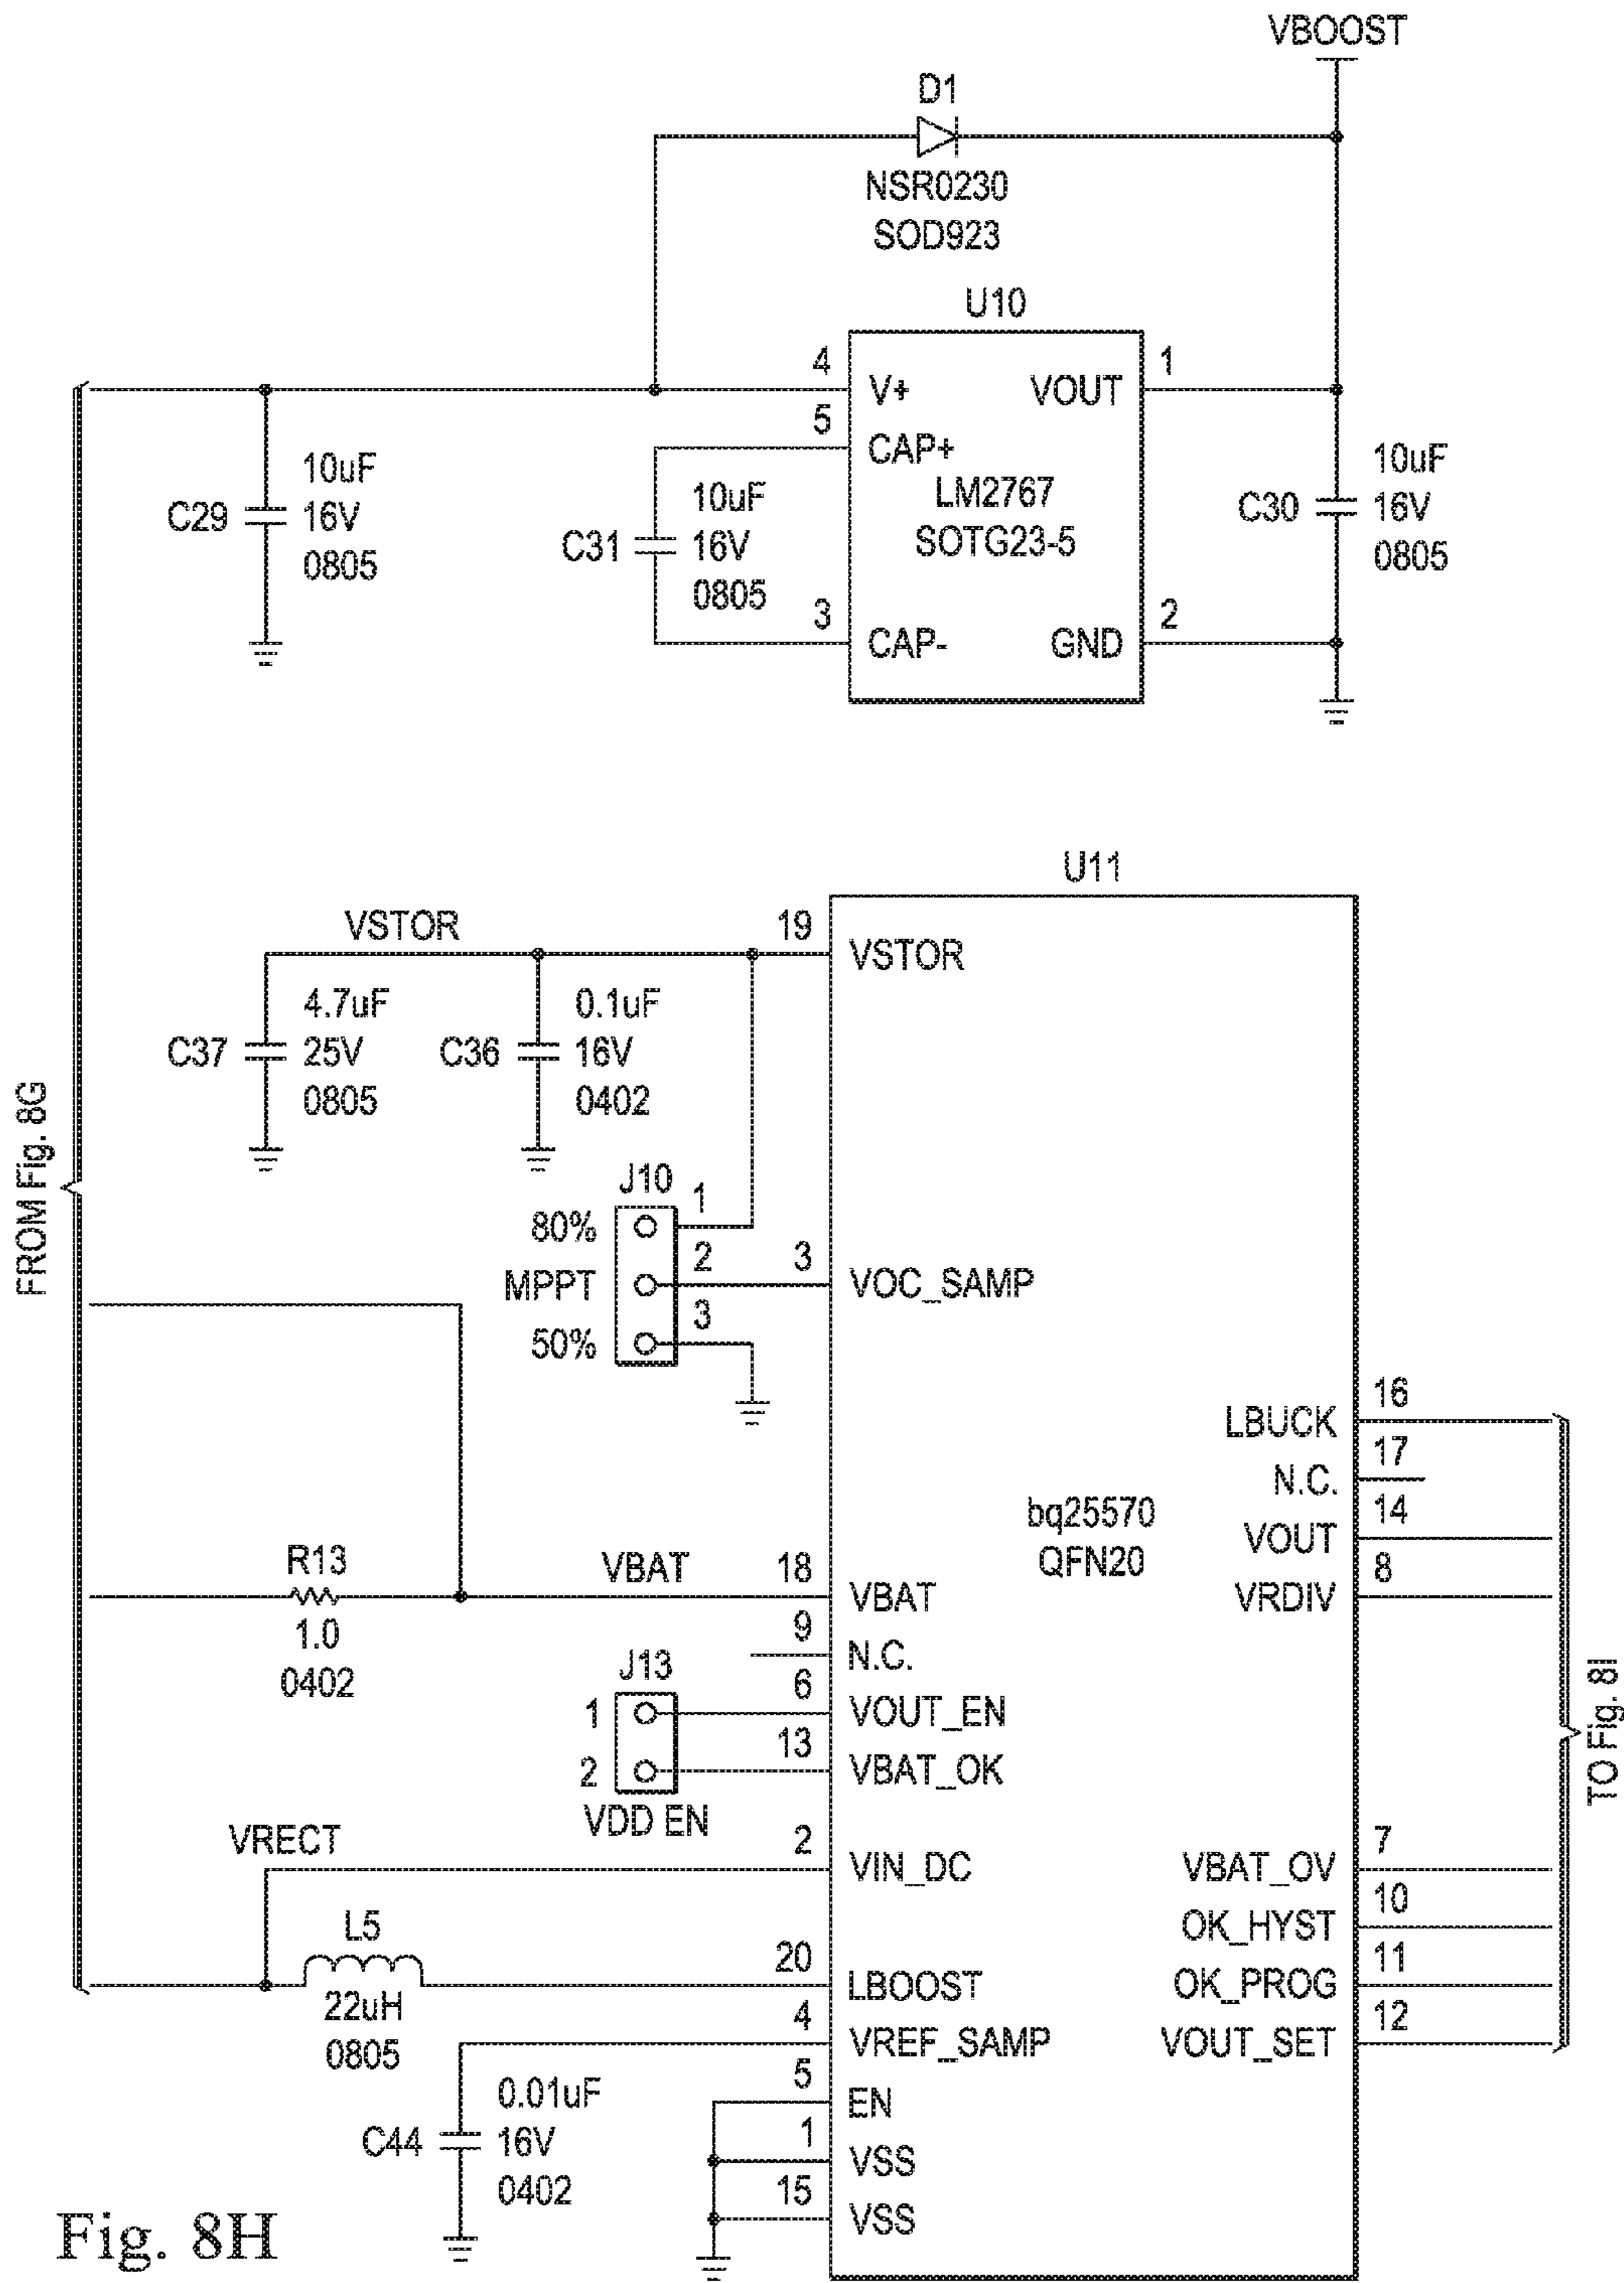 VBOOST
D1
NSR0230
SOD923
U10
4
V+
VOUT
1
5
CAP+
LM2767
SOTG23-5
C29
10uF
16V
0805
C31
10uF
16V
0805
C30
10uF
16V
0805
3
CAP-
GND
2
U11
VSTOR
19
VSTOR
C37
4.7uF
25V
0805
C36
0.1uF
16V
0402
FROM Fig. 8G
J10
80%
1
MPPT
2
3
VOC_SAMP
50%
3
LBUCK
16
N.C.
17
bq25570
QFN20
VOUT
14
VRDIV
8
R13
1.0
0402
VBAT
18
VBAT
9
N.C.
J13
1
6
VOUT_EN
2
13
VBAT_OK
VDD EN
TO Fig. 8I
VRECT
2
VIN_DC
VBAT_OV
7
OK_HYST
10
L5
22uH
0805
20
LBOOST
OK_PROG
11
4
VREF_SAMP
VOUT_SET
12
C44
0.01uF
16V
0402
5
EN
1
VSS
15
VSS
Fig. 8H